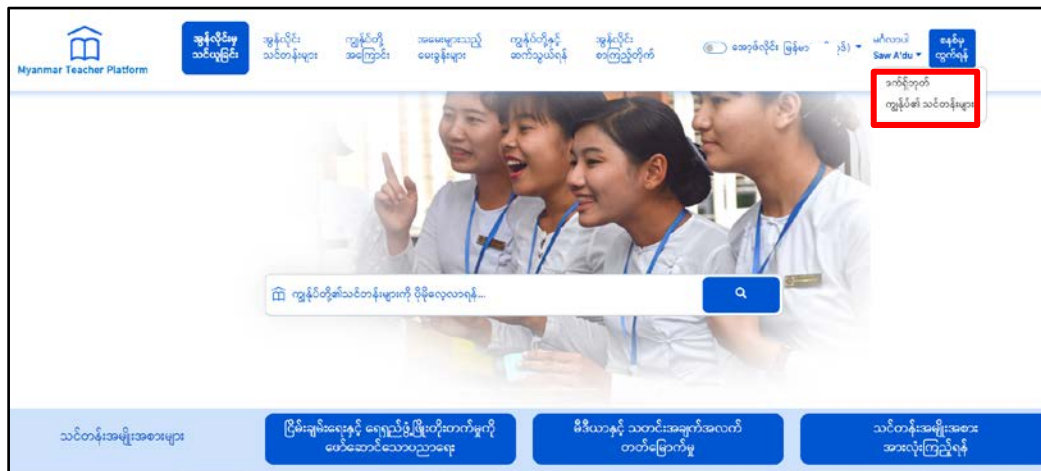 Myanmar Teacher Platform
အွန်လိုင်းမှ
သင်ယူခြင်း
အွန်လိုင်း
သင်တန်းများ
ကျွန်ုပ်တို့
အကြောင်း
အမေးများသည့်
မေးခွန်းများ
ကျွန်ုပ်တို့နှင့်
ဆက်သွယ်ရန်
အွန်လိုင်း
စာကြည့်တိုက်
အော့ဖ်လိုင်း မြန်မာ
မင်္ဂလာပါ
Saw A'du
စနစ်မှ
ထွက်ရန်
ဒက်ရှ်ဘုတ်
ကျွန်ုပ်၏ သင်တန်းများ
ကျွန်ုပ်တို့၏သင်တန်းများကို ပိုမိုလေ့လာရန်...
သင်တန်းအမျိုးအစားများ
ငြိမ်းချမ်းရေးနှင့် ရေရှည်ဖွံ့ဖြိုးတိုးတက်မှုကို
ဖော်ဆောင်သောပညာရေး
မီဒီယာနှင့် သတင်းအချက်အလက်
တတ်မြောက်မှု
သင်တန်းအမျိုးအစား
အားလုံးကြည့်ရန်